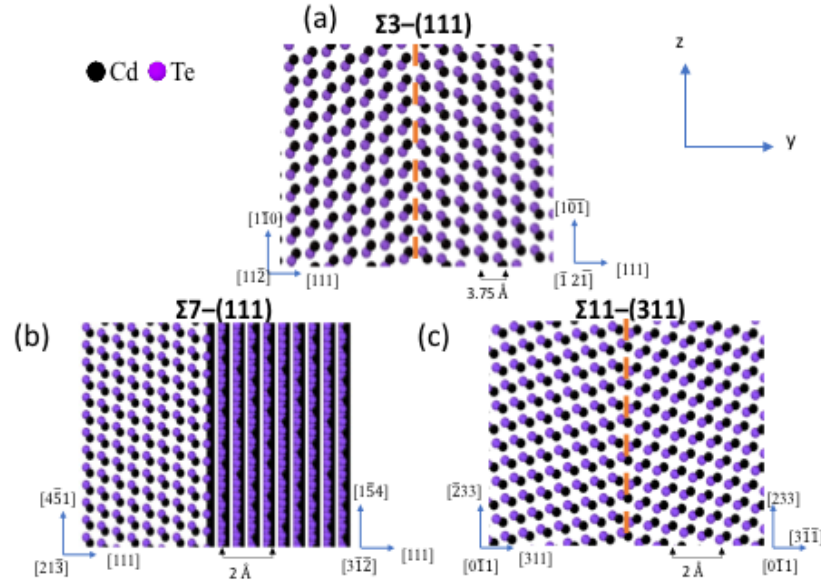 (a)
Σ3–(111)
Cd Te
z
y
[11̄0]
[112̄] [111]
[101̄]
[1̄ 21̄] [111]
3.75 Å
(b)
Σ7–(111)
[45̄1]
[213̄] [111]
[15̄4]
[31̄2̄] [111]
2 Å
(c)
Σ11–(311)
[2̄33]
[01̄1] [311]
[233]
[31̄1̄]
[01̄1]
2 Å